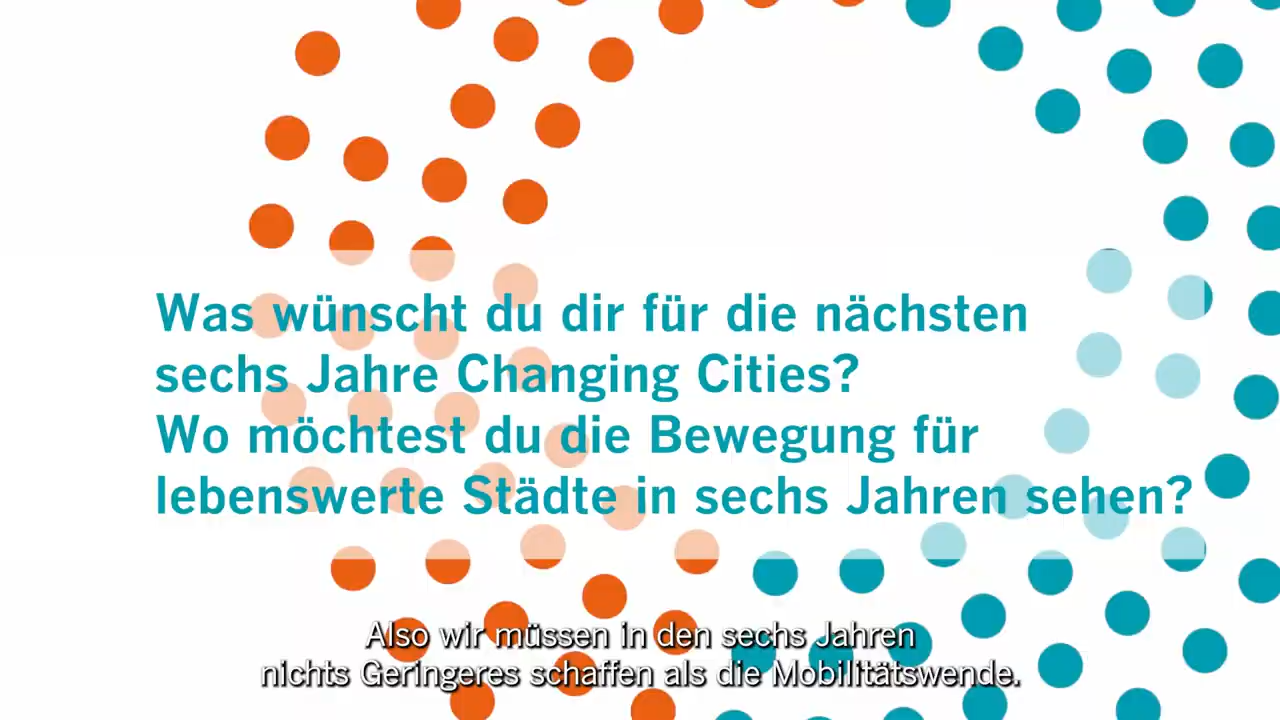 Was wünscht du dir für die nächsten
sechs Jahre Changing Cities?
Wo möchtest du die Bewegung für
lebenswerte Städte in sechs Jahren sehen?
Also wir müssen in den sechs Jahren
nichts Geringeres schaffen als die Mobilitätswende.